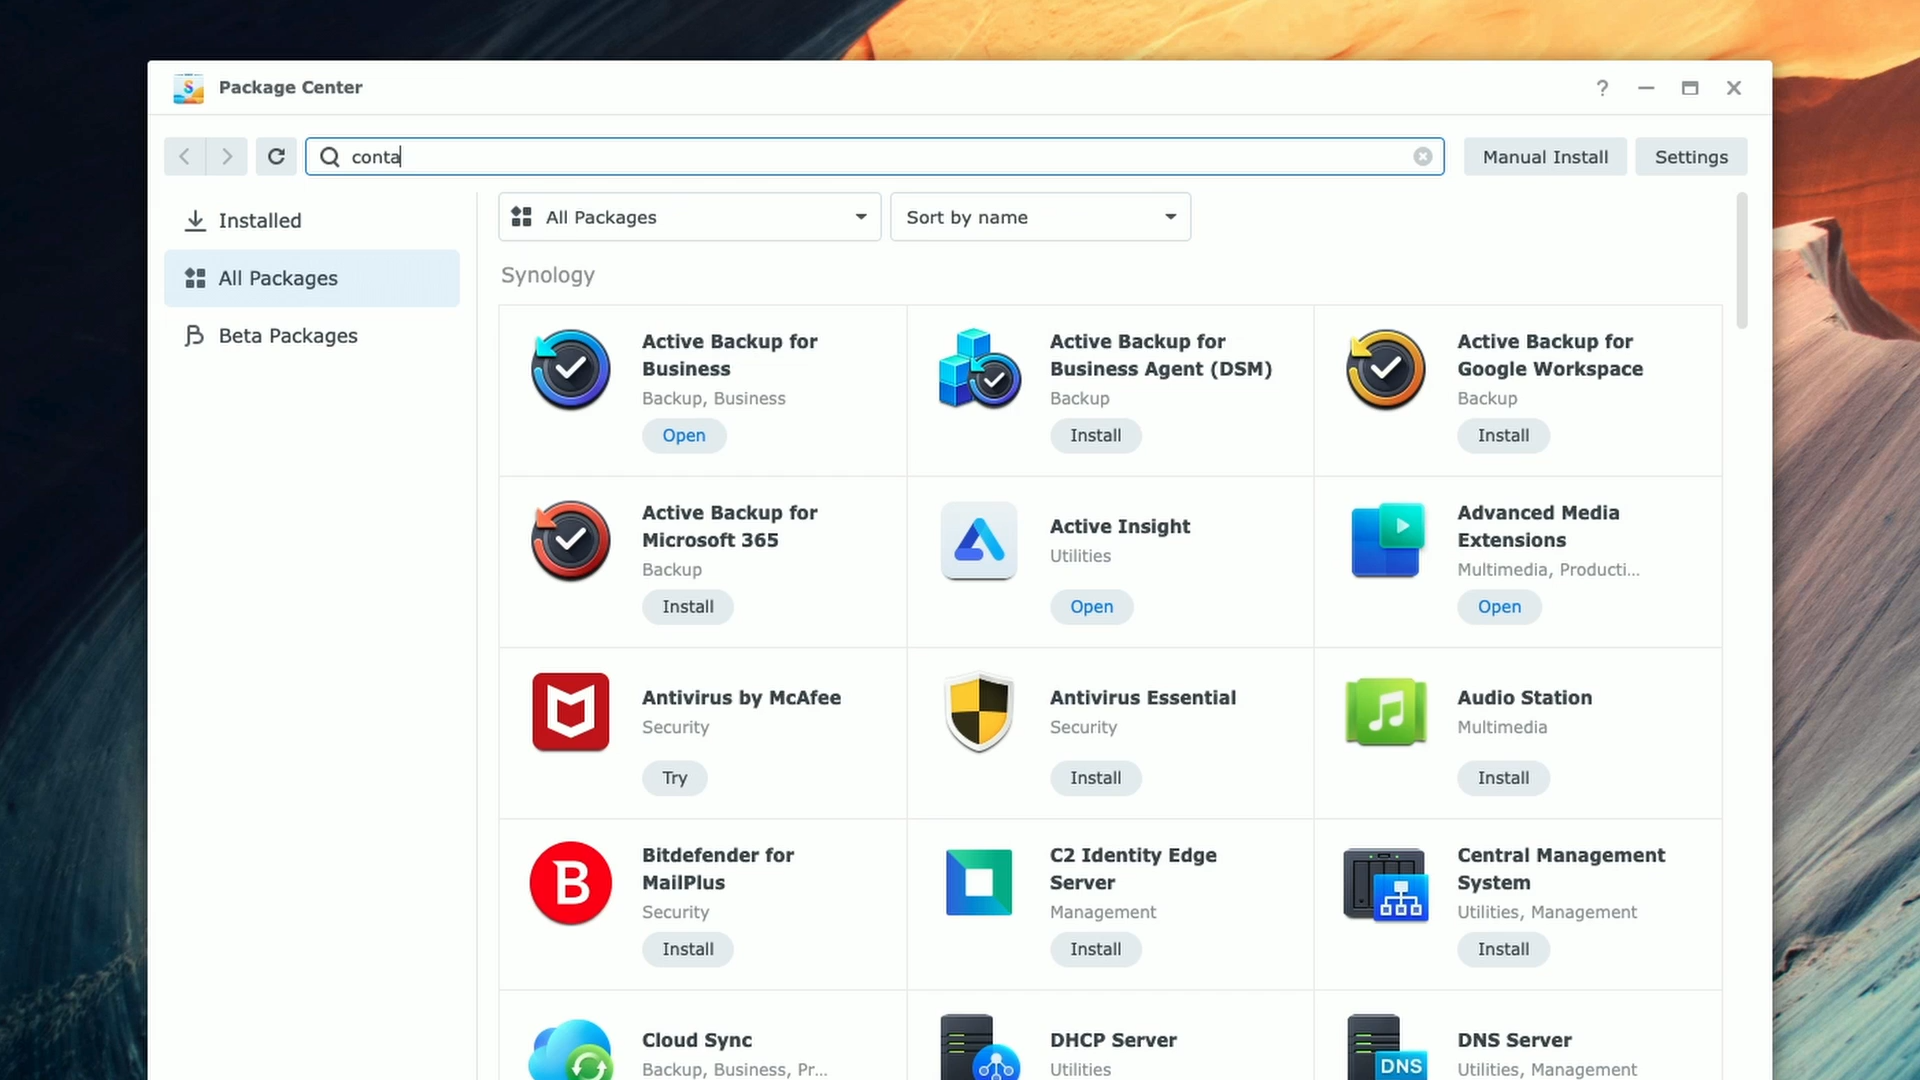 Package Center
conta
Manual Install
Settings
Installed
All Packages
Beta Packages
All Packages
Sort by name
Synology
Active Backup for
Business
Backup, Business
Open
Active Backup for
Business Agent (DSM)
Backup
Install
Active Backup for
Google Workspace
Backup
Install
Active Backup for
Microsoft 365
Backup
Install
Active Insight
Utilities
Open
Advanced Media
Extensions
Multimedia, Producti...
Open
Antivirus by McAfee
Security
Try
Antivirus Essential
Security
Install
Audio Station
Multimedia
Install
B
Bitdefender for
MailPlus
Security
Install
C2 Identity Edge
Server
Management
Install
Central Management
System
Utilities, Management
Install
Cloud Sync
Backup, Business, Pr...
DHCP Server
Utilities
DNS
DNS Server
Utilities, Management